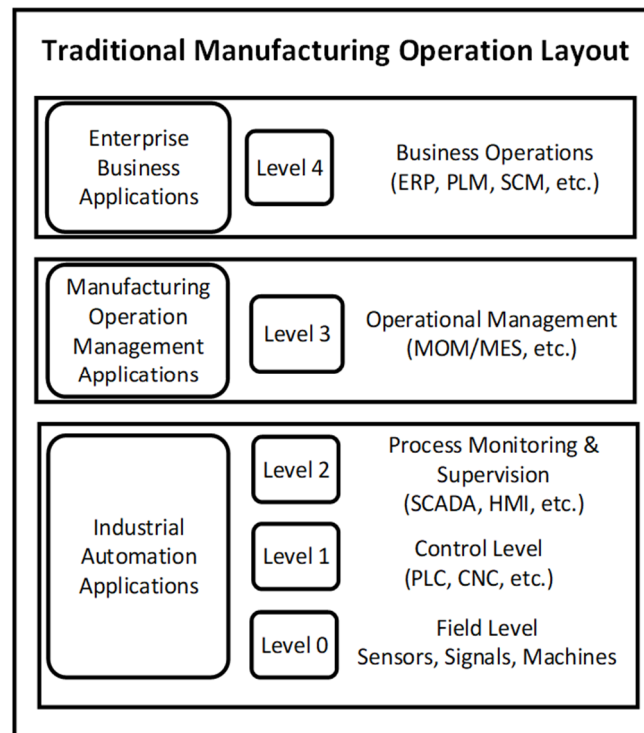 Traditional Manufacturing Operation Layout
Enterprise
Business
Applications
Level 4
Business Operations
(ERP, PLM, SCM, etc.)
Manufacturing
Operation
Management
Applications
Level 3
Operational Management
(MOM/MES, etc.)
Industrial
Automation
Applications
Level 2
Process Monitoring &
Supervision
(SCADA, HMI, etc.)
Level 1
Control Level
(PLC, CNC, etc.)
Level 0
Field Level
Sensors, Signals, Machines